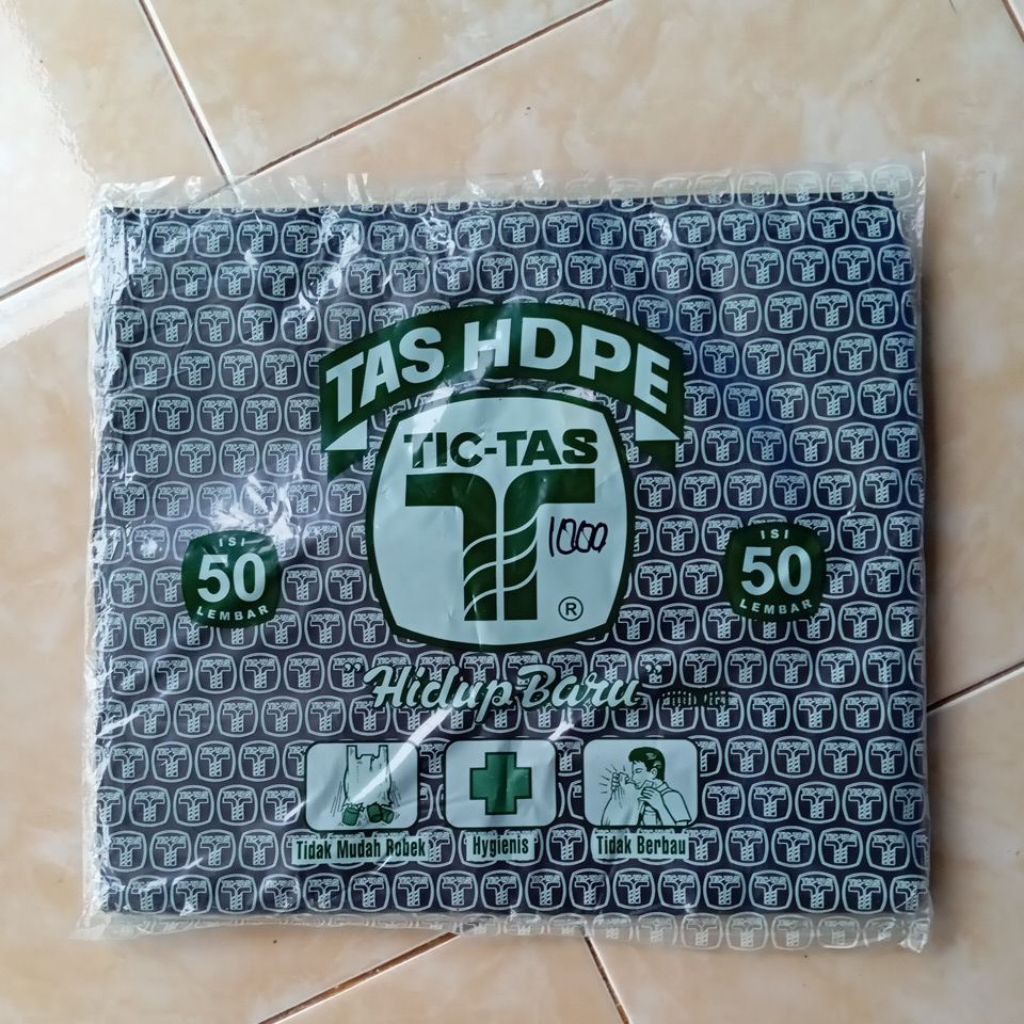 TAS HDPE
TIC-TAS
1000
®
ISI
50
LEMBAR
ISI
50
LEMBAR
"Hidup Baru"
Tidak Mudah Robek
Hygienis
Tidak Berbau